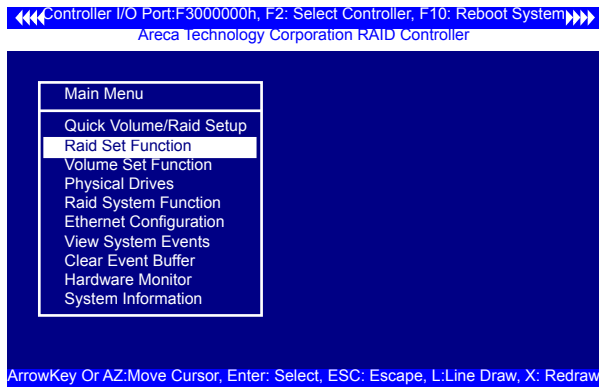 Controller I/O Port:F3000000h, F2: Select Controller, F10: Reboot System
Areca Technology Corporation RAID Controller
Main Menu
Quick Volume/Raid Setup
Raid Set Function
Volume Set Function
Physical Drives
Raid System Function
Ethernet Configuration
View System Events
Clear Event Buffer
Hardware Monitor
System Information
ArrowKey Or AZ:Move Cursor, Enter: Select, ESC: Escape, L:Line Draw, X: Redraw